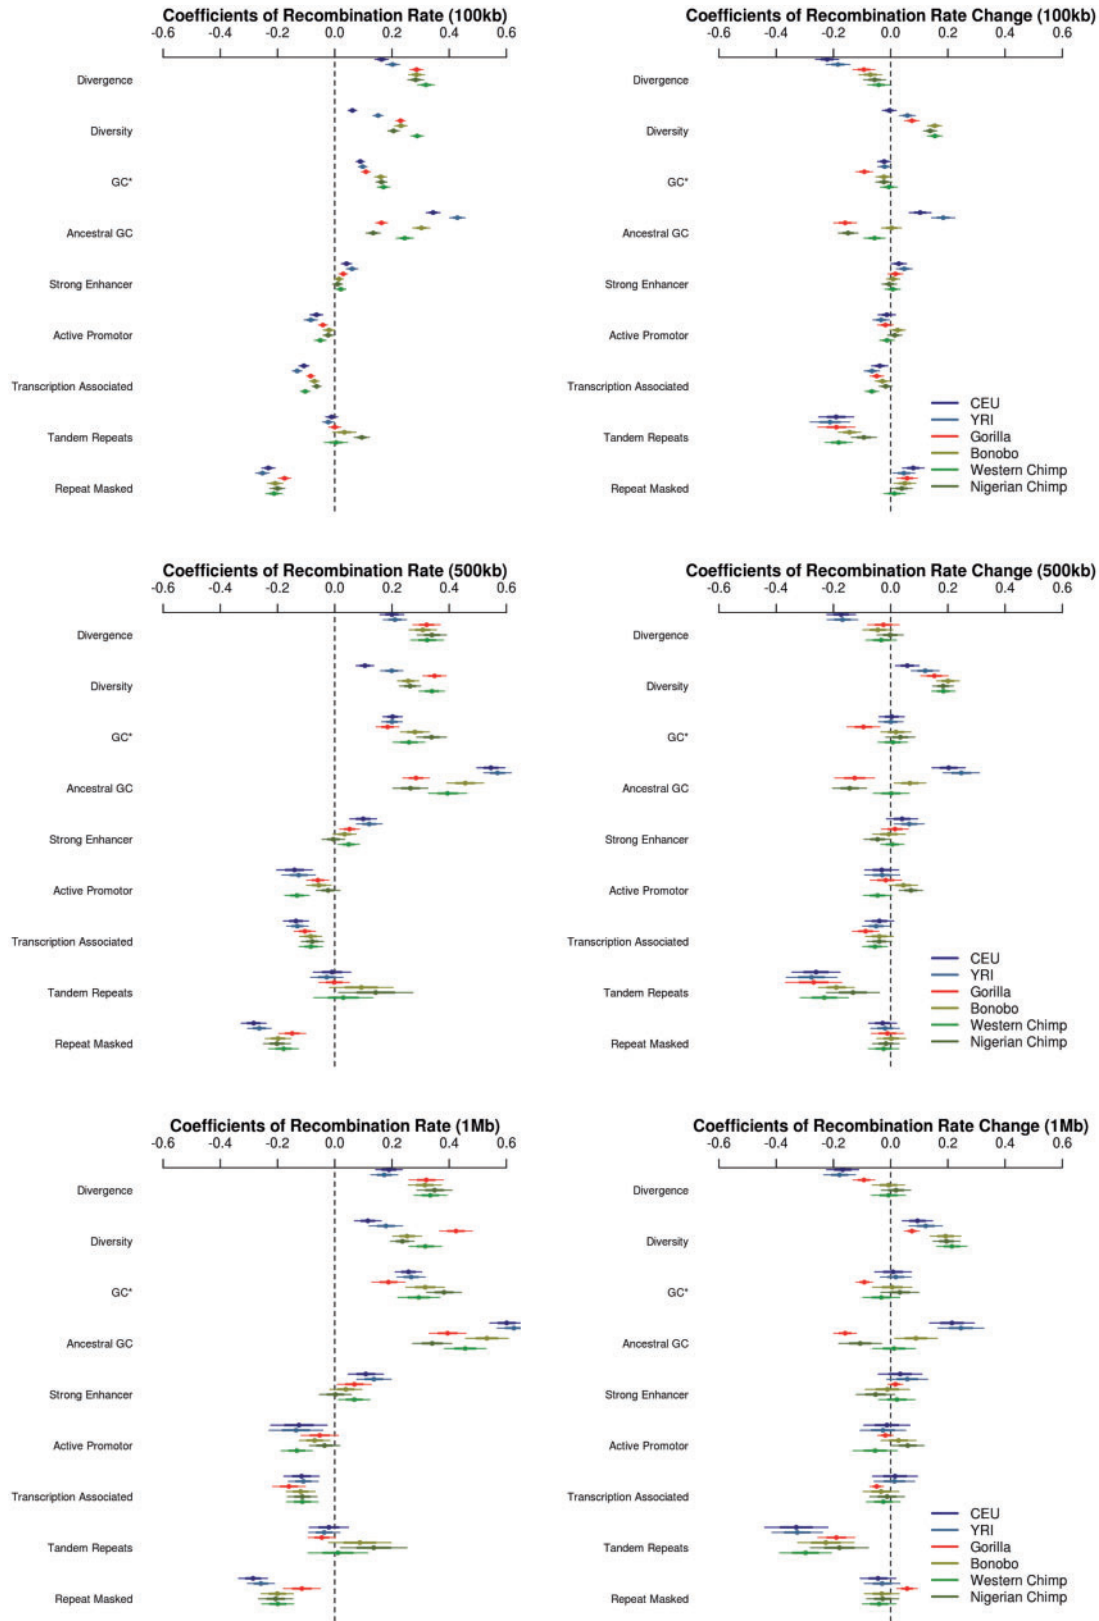 Coefficients of Recombination Rate (100kb)
-0.6 -0.4 -0.2 0.0 0.2 0.4 0.6
Divergence
Diversity
GC*
Ancestral GC
Strong Enhancer
Active Promotor
Transcription Associated
Tandem Repeats
Repeat Masked
Coefficients of Recombination Rate Change (100kb)
-0.6 -0.4 -0.2 0.0 0.2 0.4 0.6
Divergence
Diversity
GC*
Ancestral GC
Strong Enhancer
Active Promotor
Transcription Associated
Tandem Repeats
Repeat Masked
CEU
YRI
Gorilla
Bonobo
Western Chimp
Nigerian Chimp
Coefficients of Recombination Rate (500kb)
-0.6 -0.4 -0.2 0.0 0.2 0.4 0.6
Divergence
Diversity
GC*
Ancestral GC
Strong Enhancer
Active Promotor
Transcription Associated
Tandem Repeats
Repeat Masked
Coefficients of Recombination Rate Change (500kb)
-0.6 -0.4 -0.2 0.0 0.2 0.4 0.6
Divergence
Diversity
GC*
Ancestral GC
Strong Enhancer
Active Promotor
Transcription Associated
Tandem Repeats
Repeat Masked
CEU
YRI
Gorilla
Bonobo
Western Chimp
Nigerian Chimp
Coefficients of Recombination Rate (1Mb)
-0.6 -0.4 -0.2 0.0 0.2 0.4 0.6
Divergence
Diversity
GC*
Ancestral GC
Strong Enhancer
Active Promotor
Transcription Associated
Tandem Repeats
Repeat Masked
Coefficients of Recombination Rate Change (1Mb)
-0.6 -0.4 -0.2 0.0 0.2 0.4 0.6
Divergence
Diversity
GC*
Ancestral GC
Strong Enhancer
Active Promotor
Transcription Associated
Tandem Repeats
Repeat Masked
CEU
YRI
Gorilla
Bonobo
Western Chimp
Nigerian Chimp